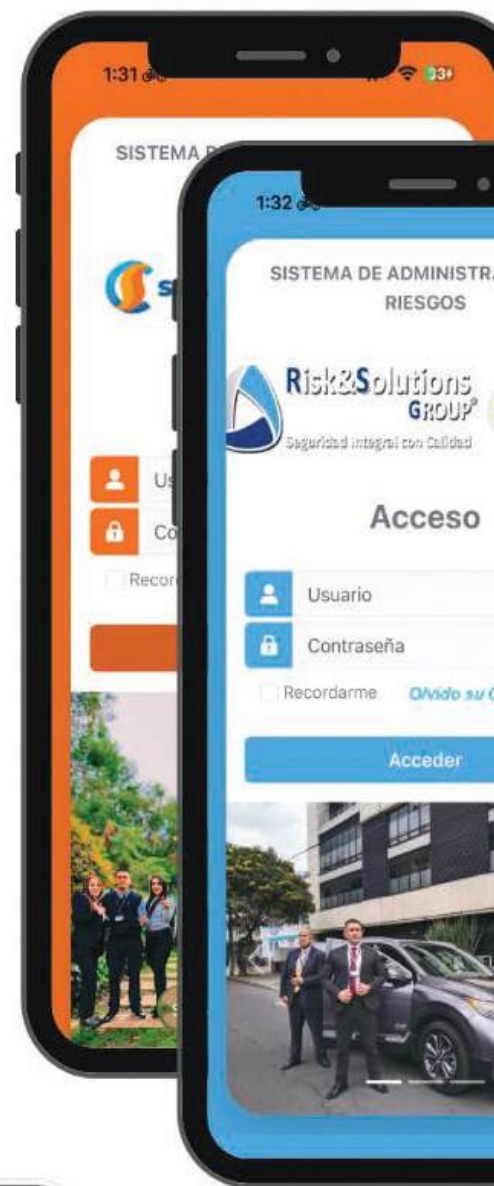 1:31
SISTEMA
Us
Co
Recor
1:32
SISTEMA DE ADMINISTRA
RIESGOS
Risk&Solutions
GROUP®
Seguridad Integral con Calidad
Acceso
Usuario
Contraseña
Recordarme Olvido su
Acceder